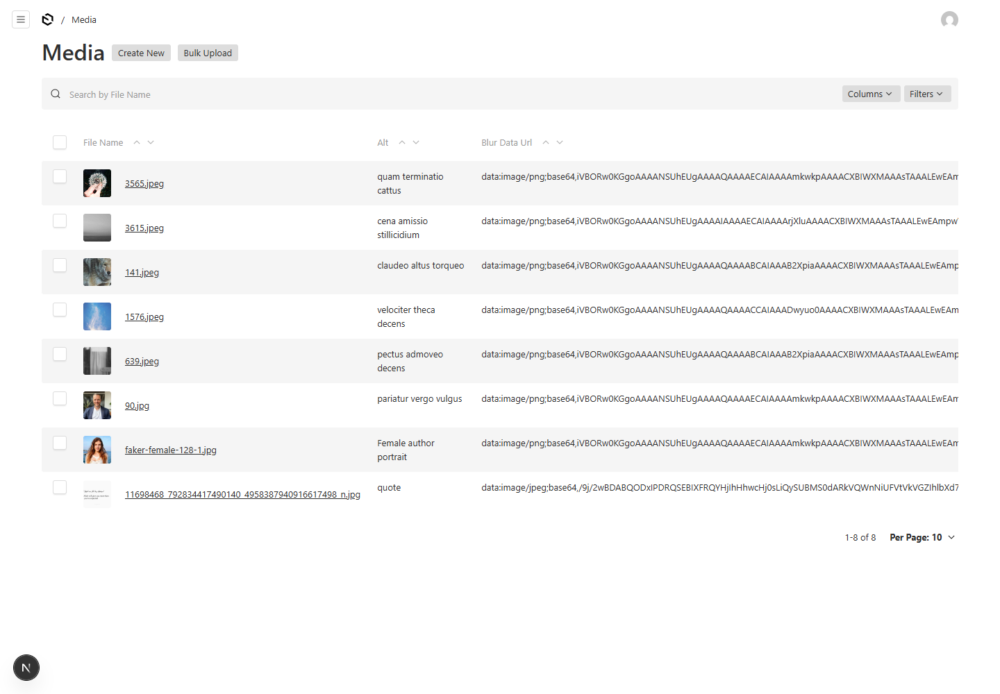 / Media
Media Create New Bulk Upload
Search by File Name Columns Filters
File Name Alt Blur Data Url
3565.jpeg quam terminatio cattus data:image/png;base64,iVBORw0KGgoAAAANSUhEUgAAAAQAAAAECAIAAAAmkwkpAAAACXBIWXMAAAsTAAALEwEAm
3615.jpeg cena amissio stillicidium data:image/png;base64,iVBORw0KGgoAAAANSUhEUgAAAAIAAAAECAIAAAArjXluAAAACXBIWXMAAAsTAAALEwEAmpw
141.jpeg claudeo altus torqueo data:image/png;base64,iVBORw0KGgoAAAANSUhEUgAAAAQAAAABCAIAAAB2XpiaAAAACXBIWXMAAAsTAAALEwEAmp
1576.jpeg velociter theca decens data:image/png;base64,iVBORw0KGgoAAAANSUhEUgAAAAQAAAACCAIAAADwyuo0AAAACXBIWXMAAAsTAAALEwEAm
639.jpeg pectus admoveo decens data:image/png;base64,iVBORw0KGgoAAAANSUhEUgAAAAQAAAABCAIAAAB2XpiaAAAACXBIWXMAAAsTAAALEwEAmp
90.jpg pariatur vergo vulgus data:image/png;base64,iVBORw0KGgoAAAANSUhEUgAAAAQAAAAECAIAAAAmkwkpAAAACXBIWXMAAAsTAAALEwEAm
faker-female-128-1.jpg Female author portrait data:image/png;base64,iVBORw0KGgoAAAANSUhEUgAAAAQAAAAECAIAAAAmkwkpAAAACXBIWXMAAAsTAAALEwEAm
11698468_792834417490140_4958387940916617498_n.jpg quote data:image/jpeg;base64,/9j/2wBDABQODxIPDRQSEBIXFRQYHjIhHhwcHj0sLiQySUBMS0dARkVQWnNiUFVtVkVGZIhlbXd7
1-8 of 8 Per Page: 10
N